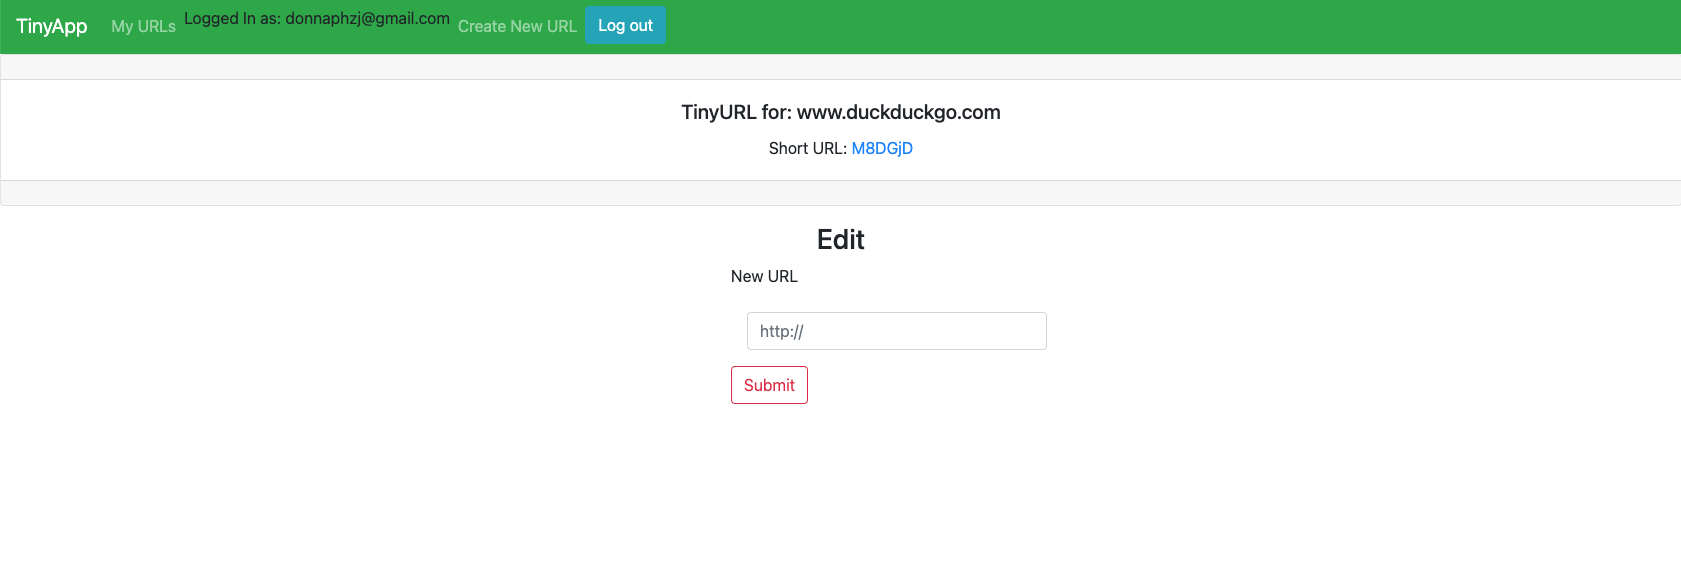 TinyApp My URLs Logged In as: donnaphzj@gmail.com Create New URL Log out
TinyURL for: www.duckduckgo.com
Short URL: M8DGjD
Edit
New URL
http://
Submit